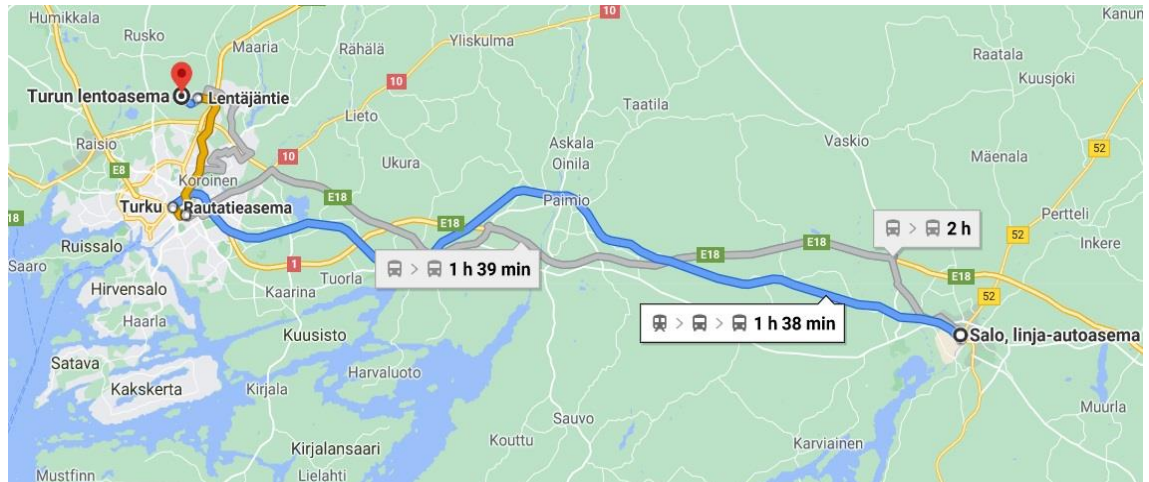 Humikkala
Rusko
Maaria
Rähälä
Yliskulma
10
Kanun
Raatala
Kuusjoki
10
Turun lentoasema
Lentäjäntie
Taatila
Lieto
Raisio
Askala
Oinila
Vaskio
52
Mäenala
E8
10
Ukura
Koroinen
E18
Paimio
Turku
Rautatieasema
E18
Pertteli
18
2 h
52
Inkere
Ruissalo
E18
E18
Saaro
1
1 h 39 min
E18
Tuorla
Hirvensalo
Kaarina
52
Haarla
Kuusisto
1 h 38 min
Salo, linja-autoasema
Satava
Harvaluoto
Kakskerta
Kirjala
Muurla
Sauvo
Kouttu
Karviainen
Kirjalansaari
Mustfinn
Lielahti